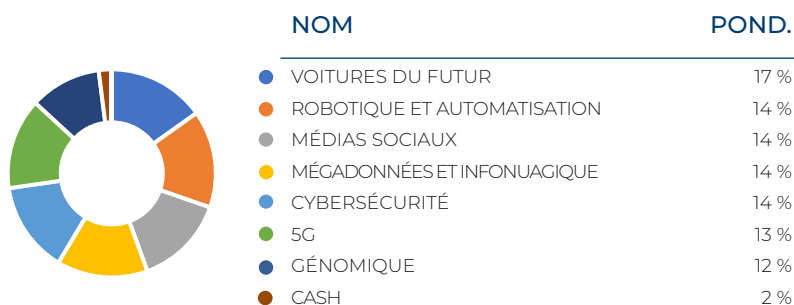 NOM POND.
VOITURES DU FUTUR 17 %
ROBOTIQUE ET AUTOMATISATION 14 %
MÉDIAS SOCIAUX 14 %
MÉGADONNÉES ET INFONUAGIQUE 14 %
CYBERSÉCURITÉ 14 %
5G 13 %
GÉNOMIQUE 12 %
CASH 2 %